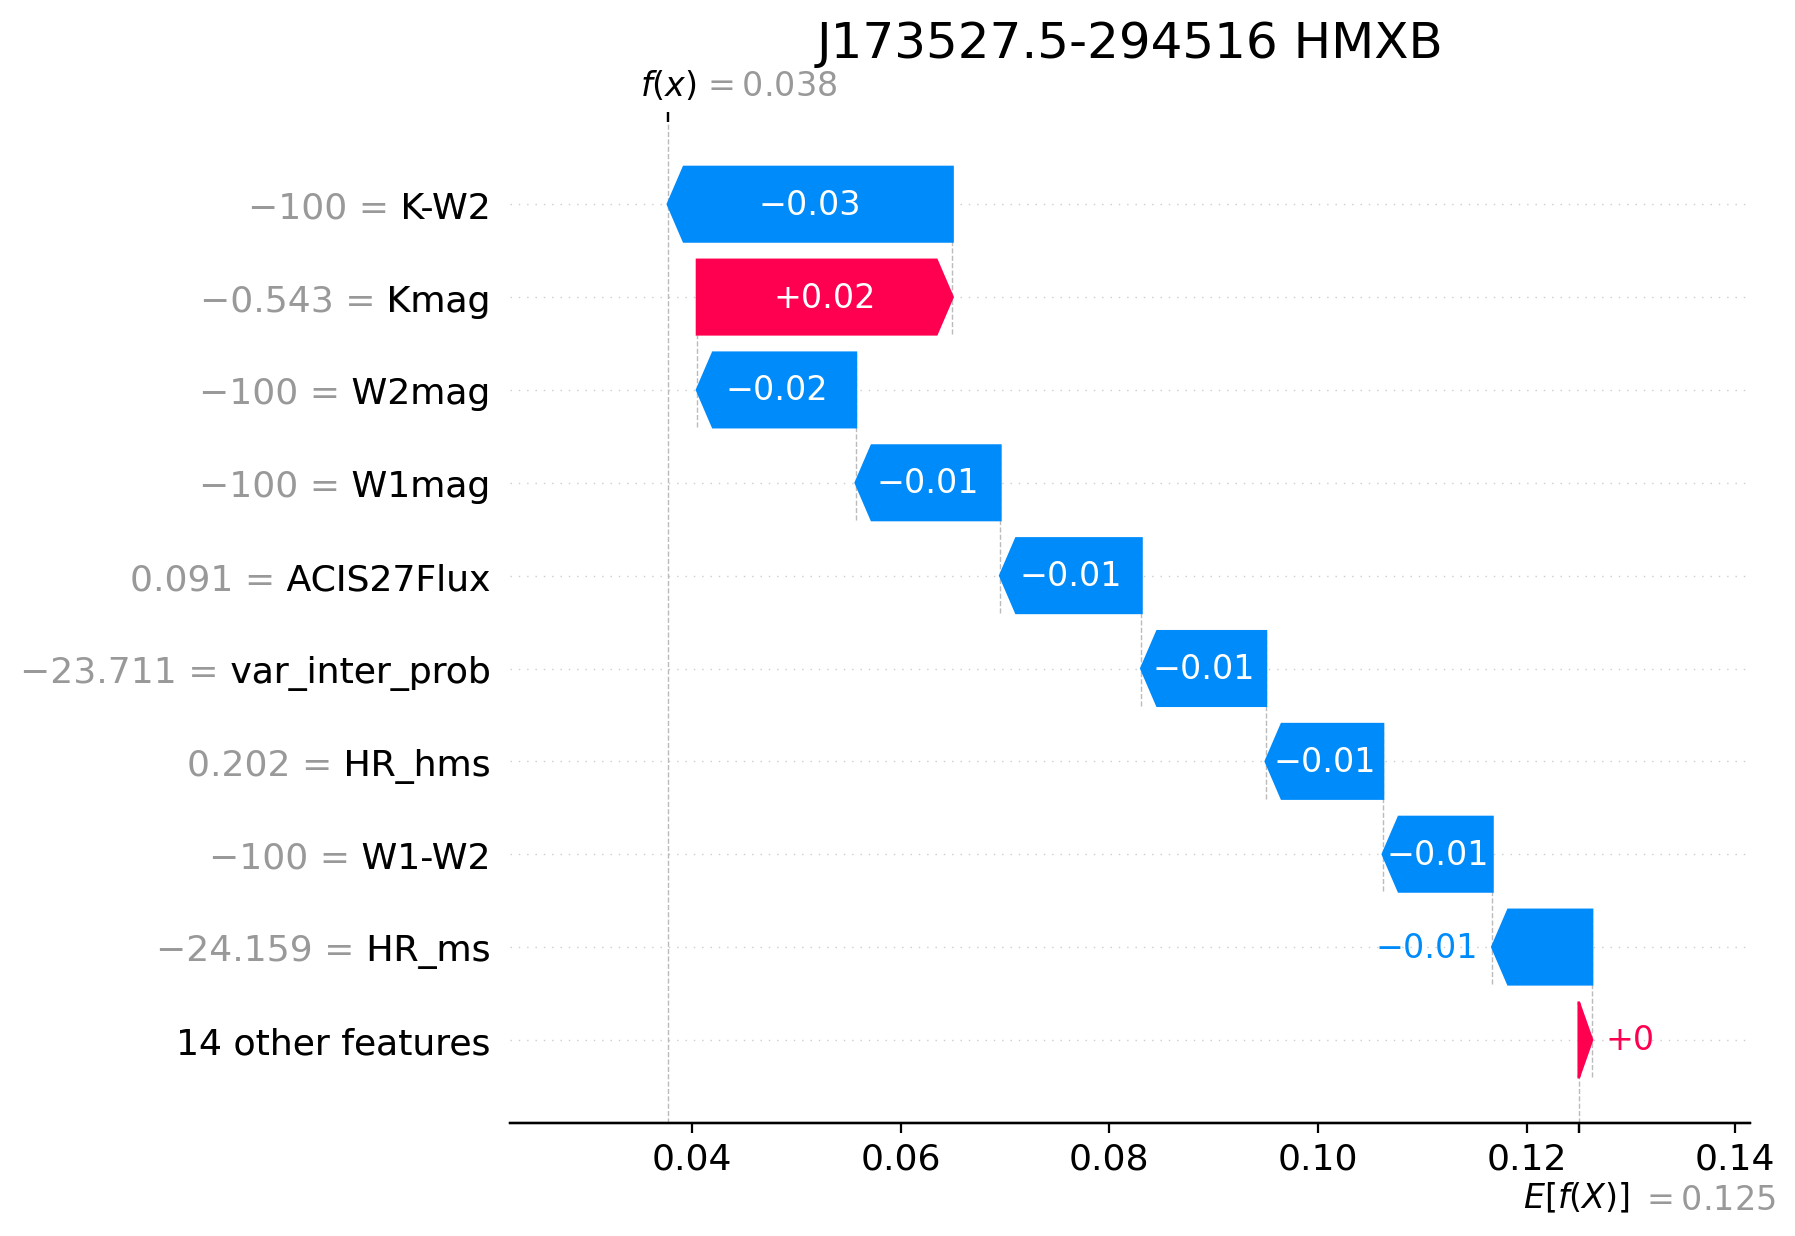 J173527.5-294516 HMXB
f(x) = 0.038
−100 = K-W2
−0.03
−0.543 = Kmag
+0.02
−100 = W2mag
−0.02
−100 = W1mag
−0.01
0.091 = ACIS27Flux
−0.01
−23.711 = var_inter_prob
−0.01
0.202 = HR_hms
−0.01
−100 = W1-W2
−0.01
−24.159 = HR_ms
−0.01
14 other features
+0
0.04 0.06 0.08 0.10 0.12 0.14
E[f(X)] = 0.125